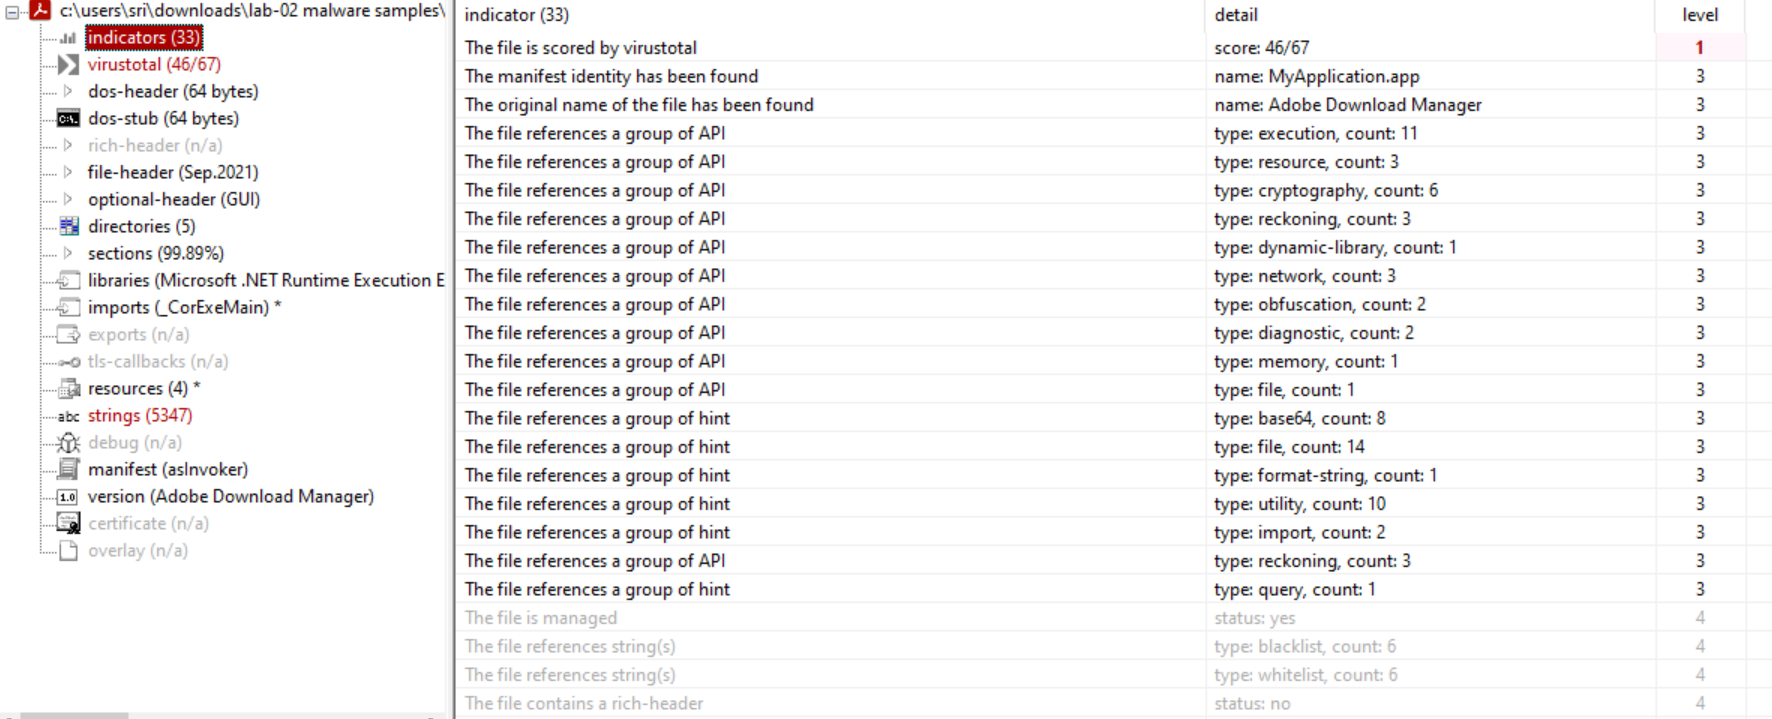 c:\users\sri\downloads\lab-02 malware samples\
indicators (33)
virustotal (46/67)
dos-header (64 bytes)
dos-stub (64 bytes)
rich-header (n/a)
file-header (Sep.2021)
optional-header (GUI)
directories (5)
sections (99.89%)
libraries (Microsoft .NET Runtime Execution E
imports (_CorExeMain) *
exports (n/a)
tls-callbacks (n/a)
resources (4) *
abc strings (5347)
debug (n/a)
manifest (asInvoker)
1.0 version (Adobe Download Manager)
certificate (n/a)
overlay (n/a)
indicator (33) detail level
The file is scored by virustotal score: 46/67 1
The manifest identity has been found name: MyApplication.app 3
The original name of the file has been found name: Adobe Download Manager 3
The file references a group of API type: execution, count: 11 3
The file references a group of API type: resource, count: 3 3
The file references a group of API type: cryptography, count: 6 3
The file references a group of API type: reckoning, count: 3 3
The file references a group of API type: dynamic-library, count: 1 3
The file references a group of API type: network, count: 3 3
The file references a group of API type: obfuscation, count: 2 3
The file references a group of API type: diagnostic, count: 2 3
The file references a group of API type: memory, count: 1 3
The file references a group of API type: file, count: 1 3
The file references a group of hint type: base64, count: 8 3
The file references a group of hint type: file, count: 14 3
The file references a group of hint type: format-string, count: 1 3
The file references a group of hint type: utility, count: 10 3
The file references a group of hint type: import, count: 2 3
The file references a group of API type: reckoning, count: 3 3
The file references a group of hint type: query, count: 1 3
The file is managed status: yes 4
The file references string(s) type: blacklist, count: 6 4
The file references string(s) type: whitelist, count: 6 4
The file contains a rich-header status: no 4